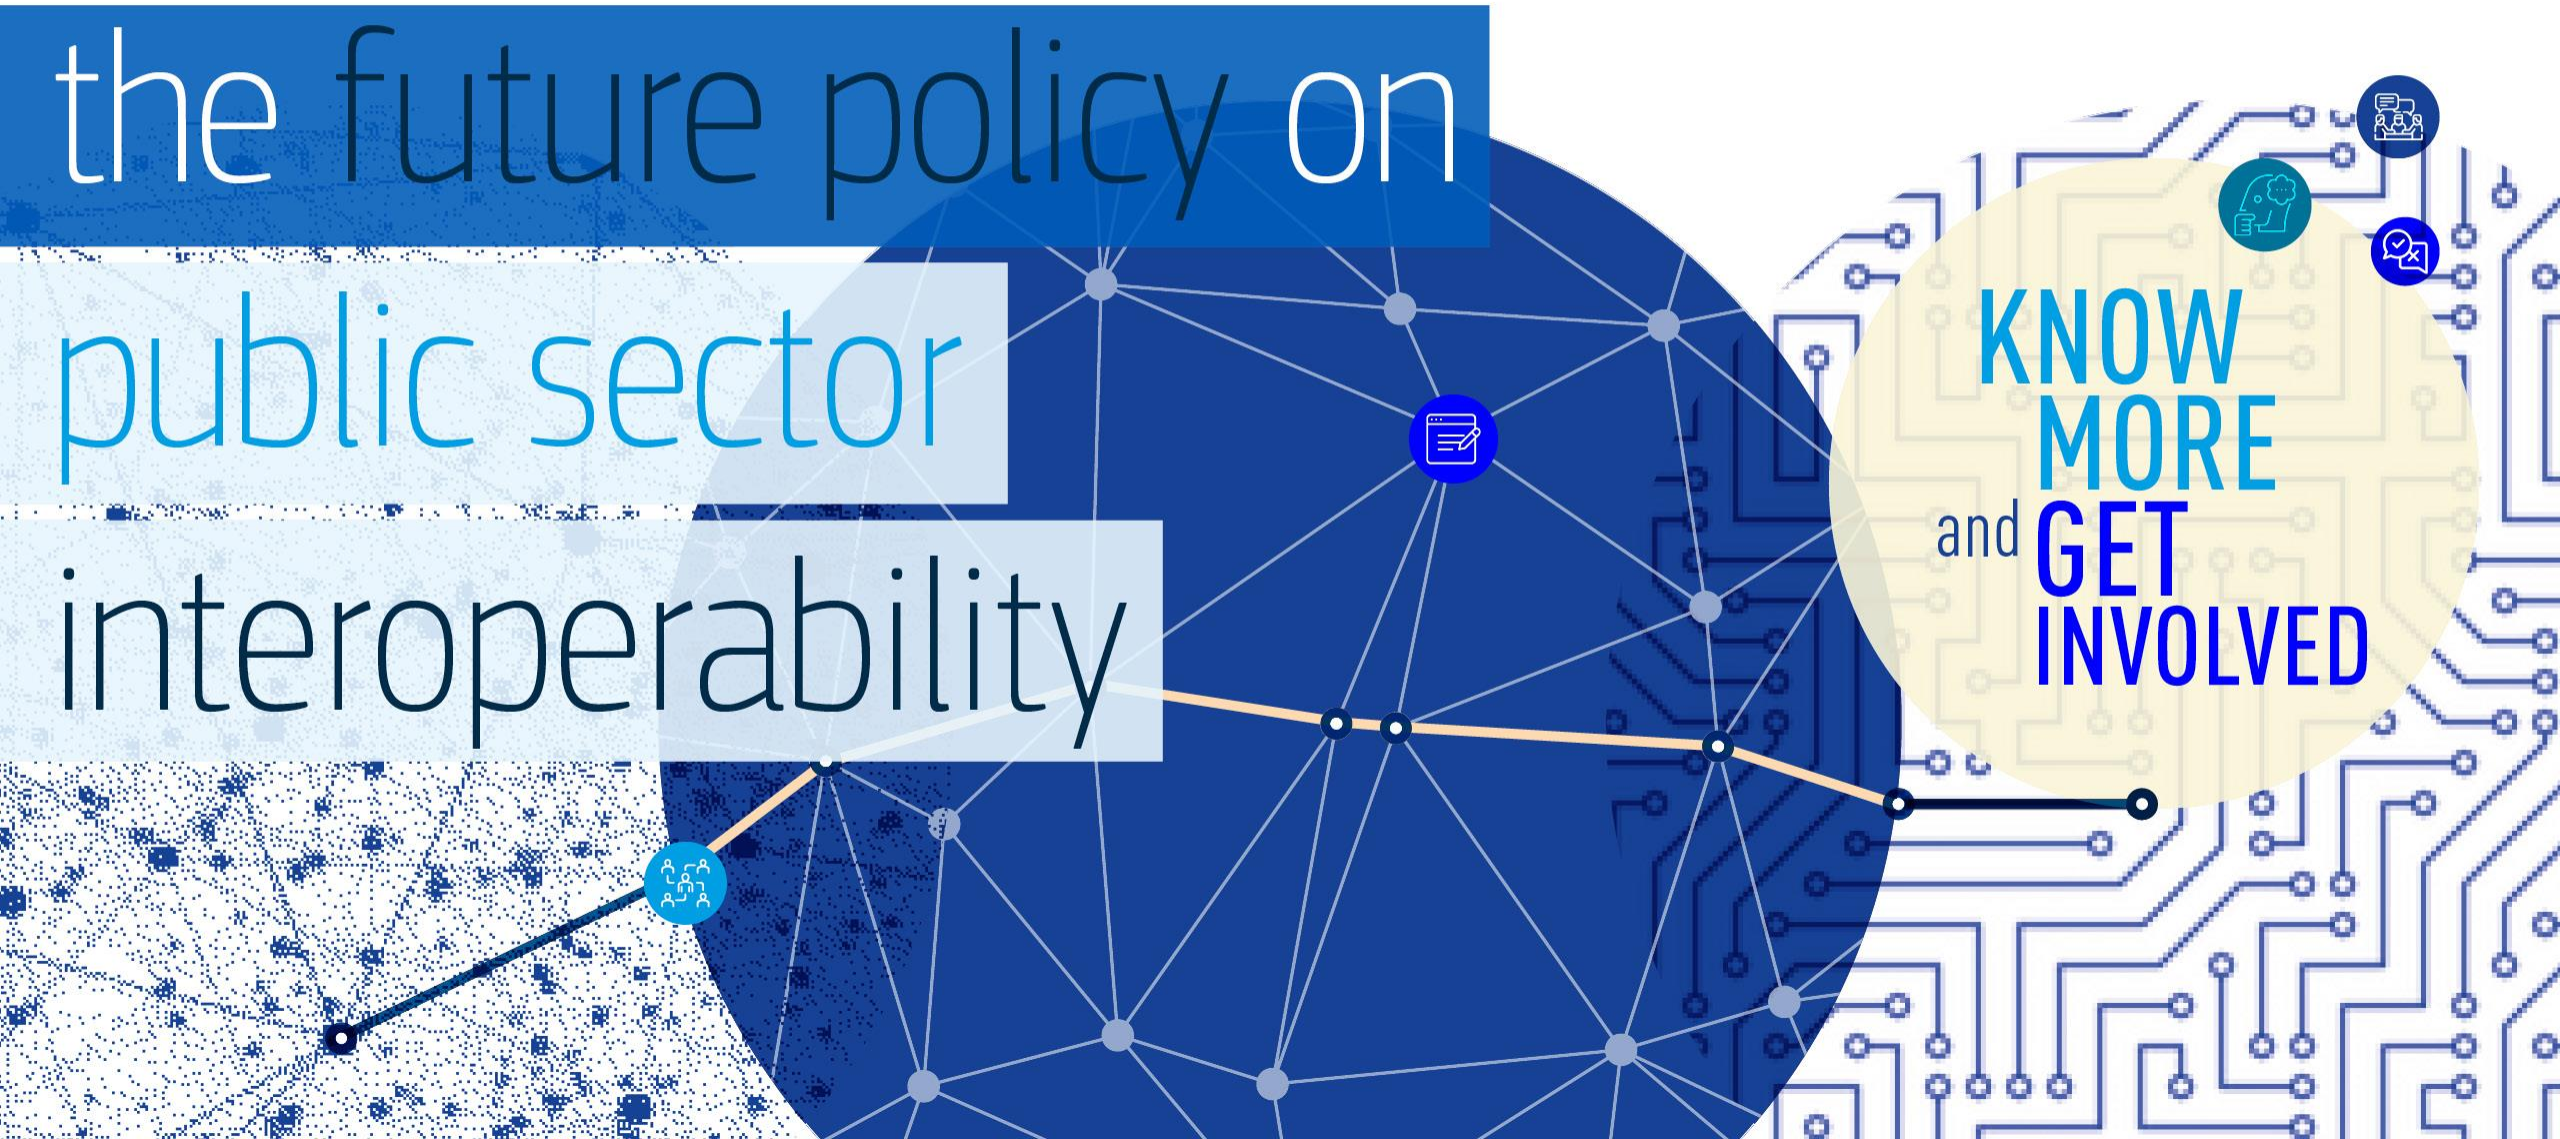 the future policy on
public sector
interoperability
KNOW
MORE
and GET
INVOLVED